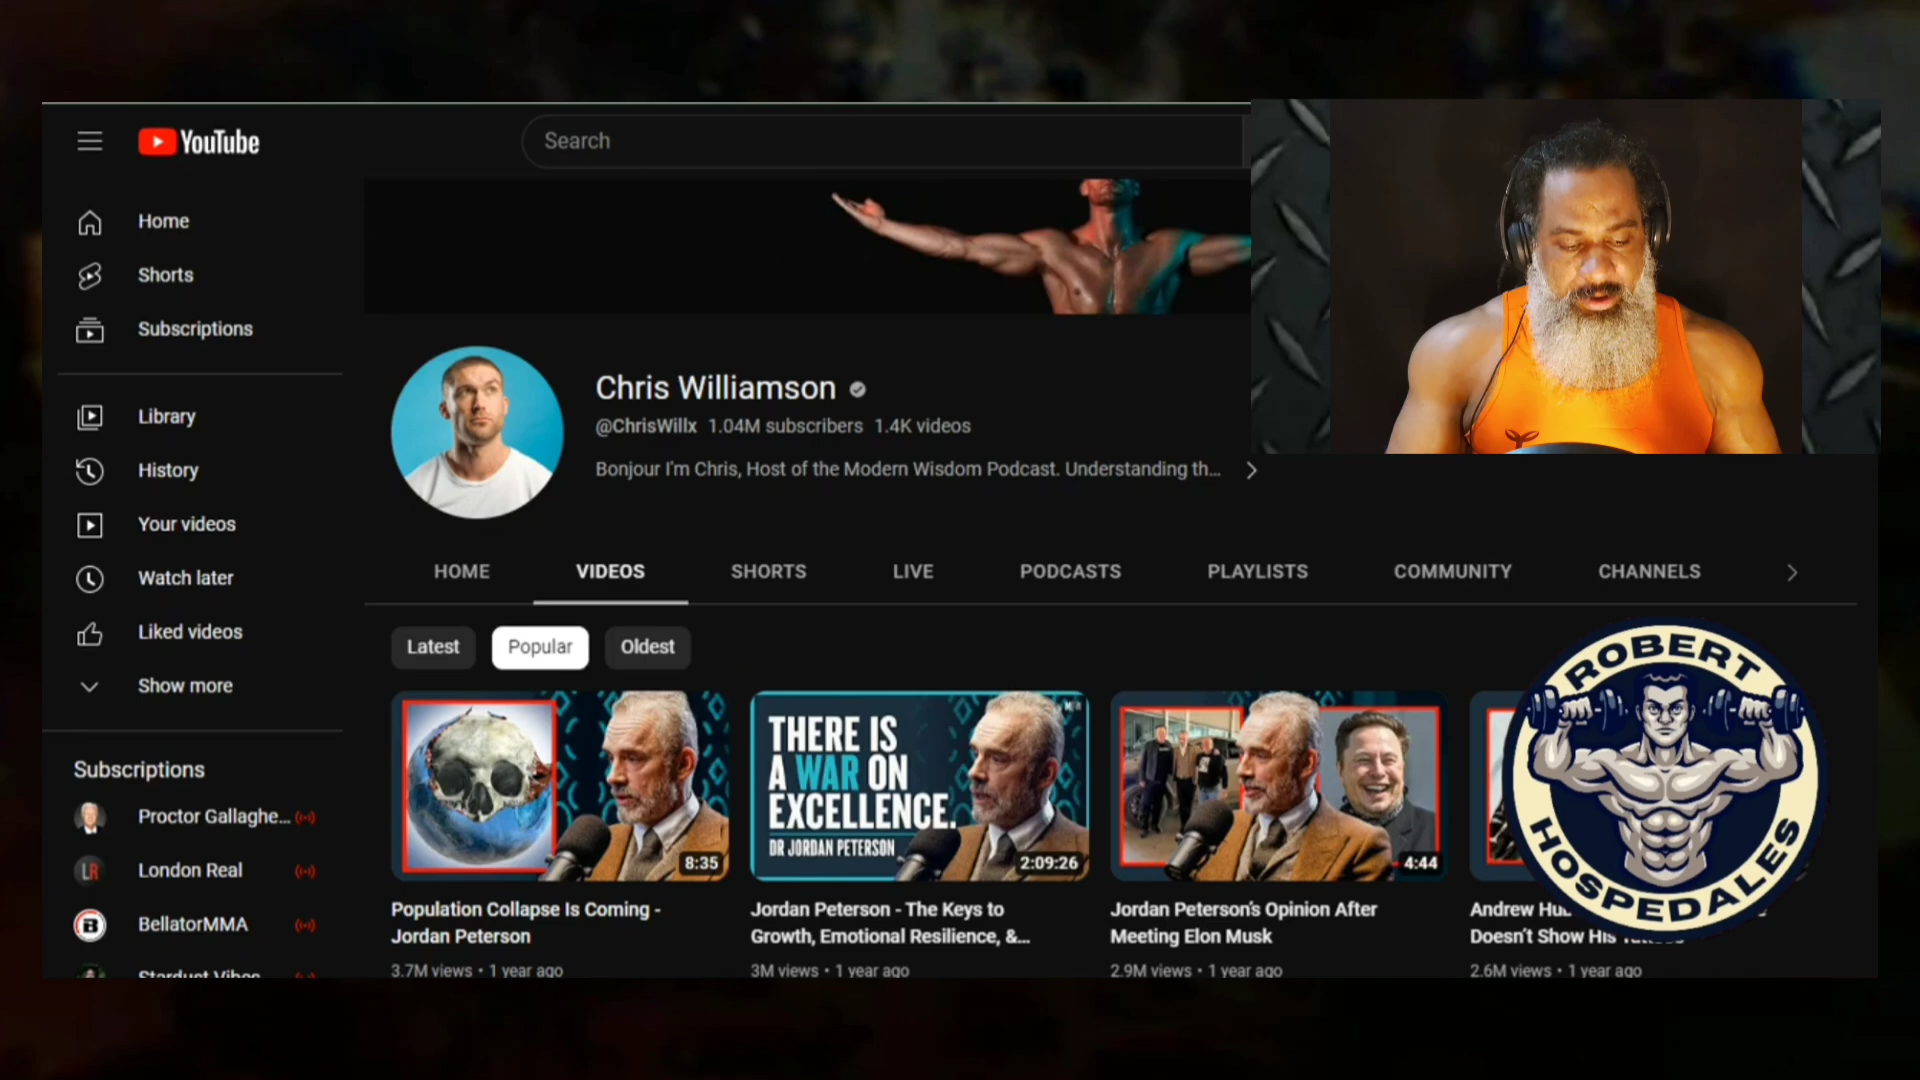 YouTube
Search
Home
Shorts
Subscriptions
Library
History
Your videos
Watch later
Liked videos
Show more
Subscriptions
Proctor Gallaghe...
LR
London Real
B
BellatorMMA
Stardust Vibes
Chris Williamson
@ChrisWillx 1.04M subscribers 1.4K videos
Bonjour I'm Chris, Host of the Modern Wisdom Podcast. Understanding th...
HOME VIDEOS SHORTS LIVE PODCASTS PLAYLISTS COMMUNITY CHANNELS
Latest Popular Oldest
8:35
Population Collapse Is Coming -
Jordan Peterson
3.7M views • 1 year ago
THERE IS
A WAR ON
EXCELLENCE.
DR JORDAN PETERSON
2:09:26
Jordan Peterson - The Keys to
Growth, Emotional Resilience, &...
3M views • 1 year ago
4:44
Jordan Peterson's Opinion After
Meeting Elon Musk
2.9M views • 1 year ago
Andrew
Doesn't Show His
2.6M views • 1 year ago
ROBERT
HOSPEDALES